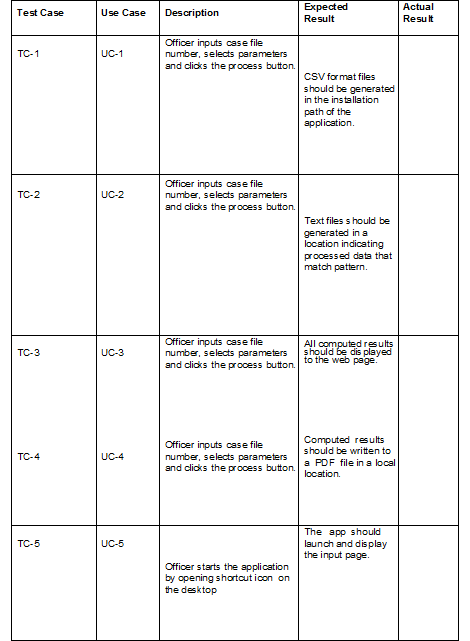 Test Case Use Case Description Expected Result Actual Result
TC-1 UC-1 Officer inputs case file
number, selects parameters
and clicks the process button.
CSV format files
should be generated
in the installation
path of the
application.
TC-2 UC-2 Officer inputs case file
number, selects parameters
and clicks the process button.
Text files should be
generated in a
location indicating
processed data that
match pattern.
TC-3 UC-3 Officer inputs case file
number, selects parameters
and clicks the process button.
All computed results
should be displayed
to the web page.
TC-4 UC-4 Officer inputs case file
number, selects parameters
and clicks the process button.
Computed results
should be written to
a PDF file in a local
location.
TC-5 UC-5 Officer starts the application
by opening shortcut icon on
the desktop
The app should
launch and display
the input page.